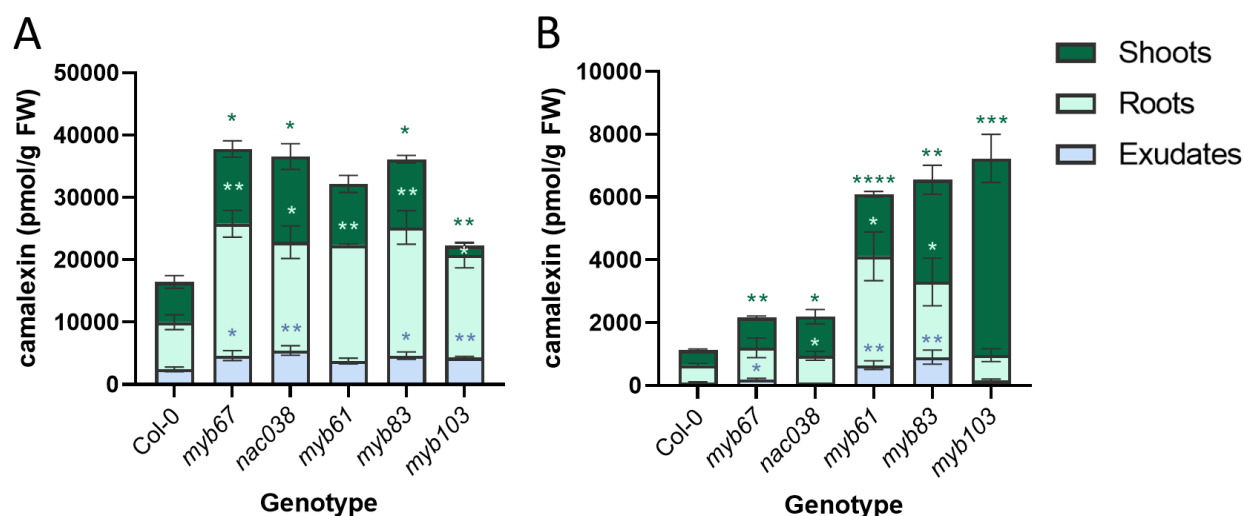 A
camalexin (pmol/g FW)
50000
40000
30000
20000
10000
0
*
*
*
**
**
*
**
**
*
*
**
*
**
Col-0
myb67
nac038
myb61
myb83
myb103
Genotype
B
camalexin (pmol/g FW)
10000
8000
6000
4000
2000
0
**
*
****
**
***
*
*
*
*
**
**
Col-0
myb67
nac038
myb61
myb83
myb103
Genotype
Shoots
Roots
Exudates